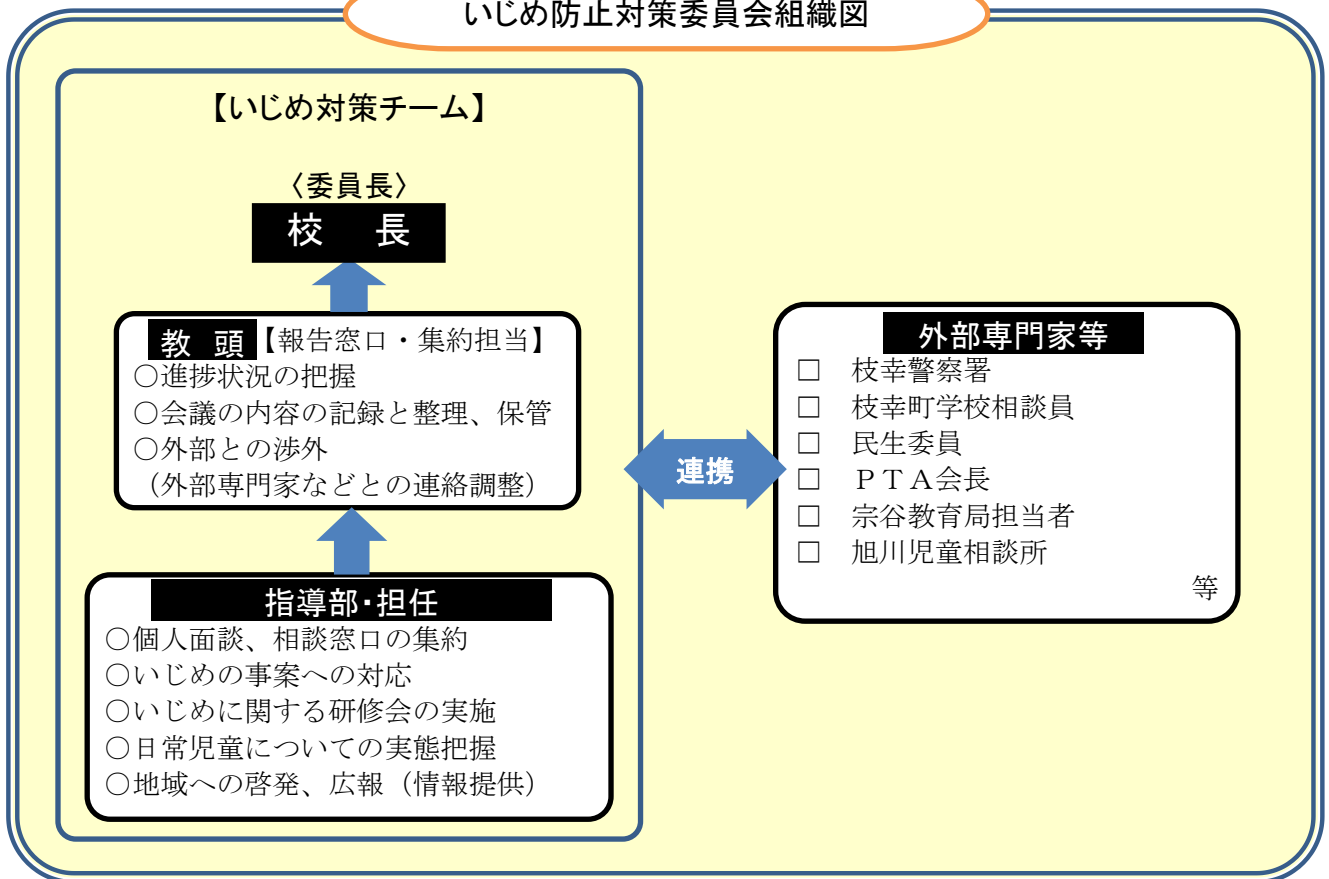 いじめ防止対策委員会組織図
【いじめ対策チーム】
〈委員長〉
校　長
教　頭【報告窓口・集約担当】
○進捗状況の把握
○会議の内容の記録と整理、保管
○外部との渉外
（外部専門家などとの連絡調整）
指導部・担任
○個人面談、相談窓口の集約
○いじめの事案への対応
○いじめに関する研修会の実施
○日常児童についての実態把握
○地域への啓発、広報（情報提供）
連携
外部専門家等
□　枝幸警察署
□　枝幸町学校相談員
□　民生委員
□　ＰＴＡ会長
□　宗谷教育局担当者
□　旭川児童相談所
等